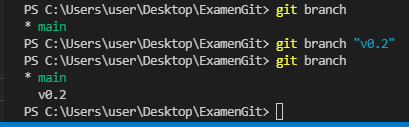 PS C:\Users\user\Desktop\ExamenGit> git branch
* main
PS C:\Users\user\Desktop\ExamenGit> git branch "v0.2"
PS C:\Users\user\Desktop\ExamenGit> git branch
* main
  v0.2
PS C:\Users\user\Desktop\ExamenGit>